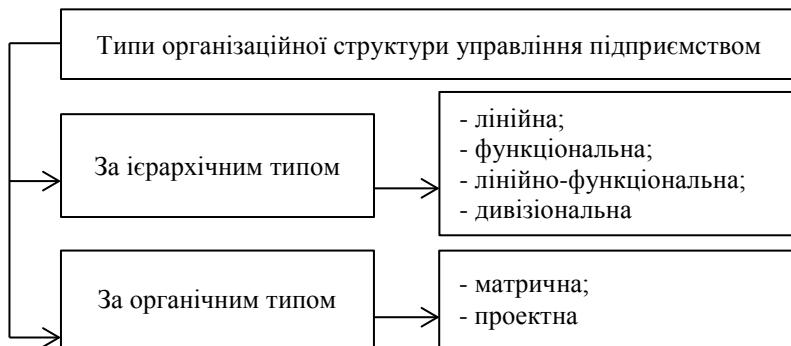 Типи організаційної структури управління підприємством
За ієрархічним типом
- лінійна;
- функціональна;
- лінійно-функціональна;
- дивізіональна
За органічним типом
- матрична;
- проектна